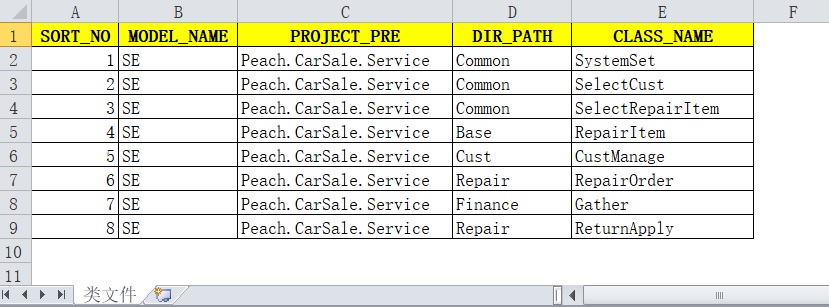 A B C D E F
1 SORT_NO MODEL_NAME PROJECT_PRE DIR_PATH CLASS_NAME
2 1 SE Peach.CarSale.Service Common SystemSet
3 2 SE Peach.CarSale.Service Common SelectCust
4 3 SE Peach.CarSale.Service Common SelectRepairItem
5 4 SE Peach.CarSale.Service Base RepairItem
6 5 SE Peach.CarSale.Service Cust CustManage
7 6 SE Peach.CarSale.Service Repair RepairOrder
8 7 SE Peach.CarSale.Service Finance Gather
9 8 SE Peach.CarSale.Service Repair ReturnApply
10
11
类文件